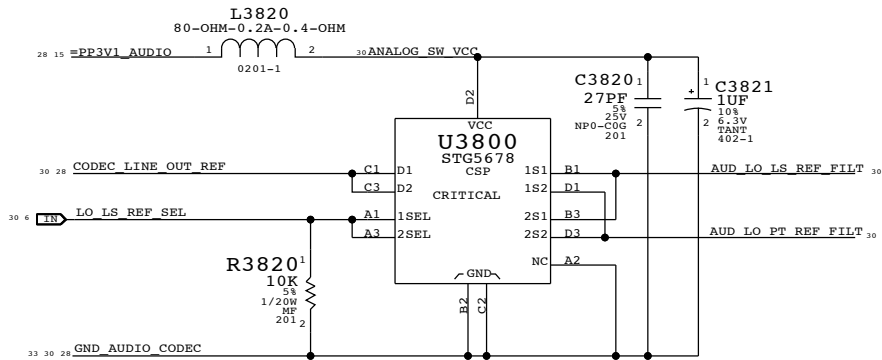 L3820
80-OHM-0.2A-0.4-OHM
28 15 =PP3V1_AUDIO 1 2 30 ANALOG_SW_VCC
0201-1
D2
VCC
C3820
27PF
5%
25V
NP0-C0G
201
1
2
C3821
1UF
10%
6.3V
TANT
402-1
1
+
2
U3800
STG5678
CSP
CRITICAL
30 28 CODEC_LINE_OUT_REF C1 D1 1S1 B1 AUD_LO_LS_REF_FILT 30
C3 D2 1S2 D1
30 6 IN LO_LS_REF_SEL A1 1SEL 2S1 B3
A3 2SEL 2S2 D3 AUD_LO_PT_REF_FILT 30
NC A2
GND
B2
C2
R3820
10K
5%
1/20W
MF
201
1
2
33 30 28 GND_AUDIO_CODEC